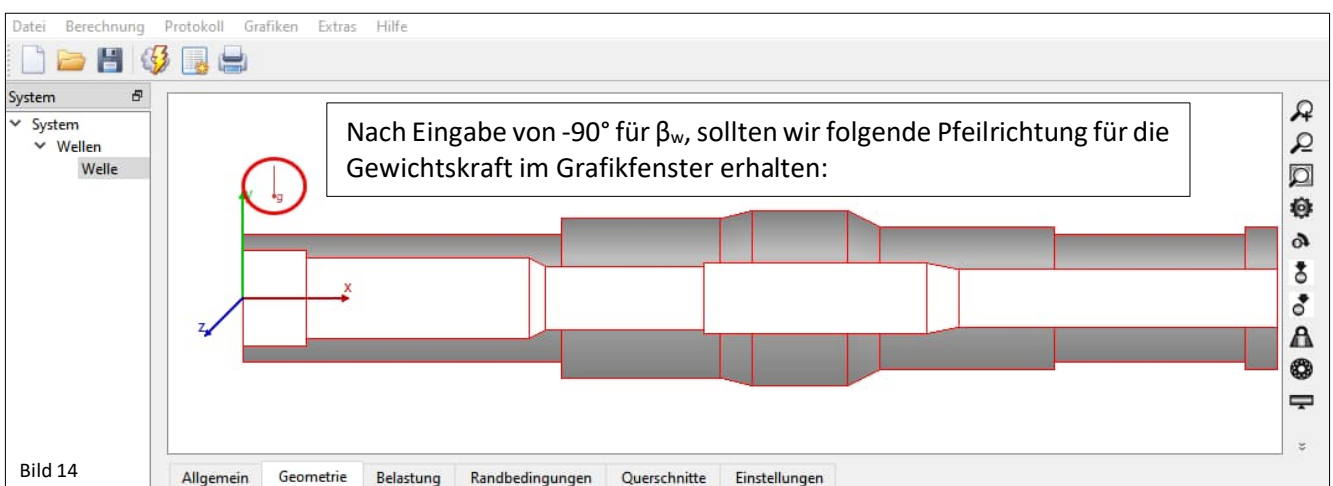 Datei Berechnung Protokoll Grafiken Extras Hilfe
System
System
Wellen
Welle
Nach Eingabe von -90° für βw, sollten wir folgende Pfeilrichtung für die
Gewichtskraft im Grafikfenster erhalten:
y
g
x
z
Bild 14
Allgemein Geometrie Belastung Randbedingungen Querschnitte Einstellungen